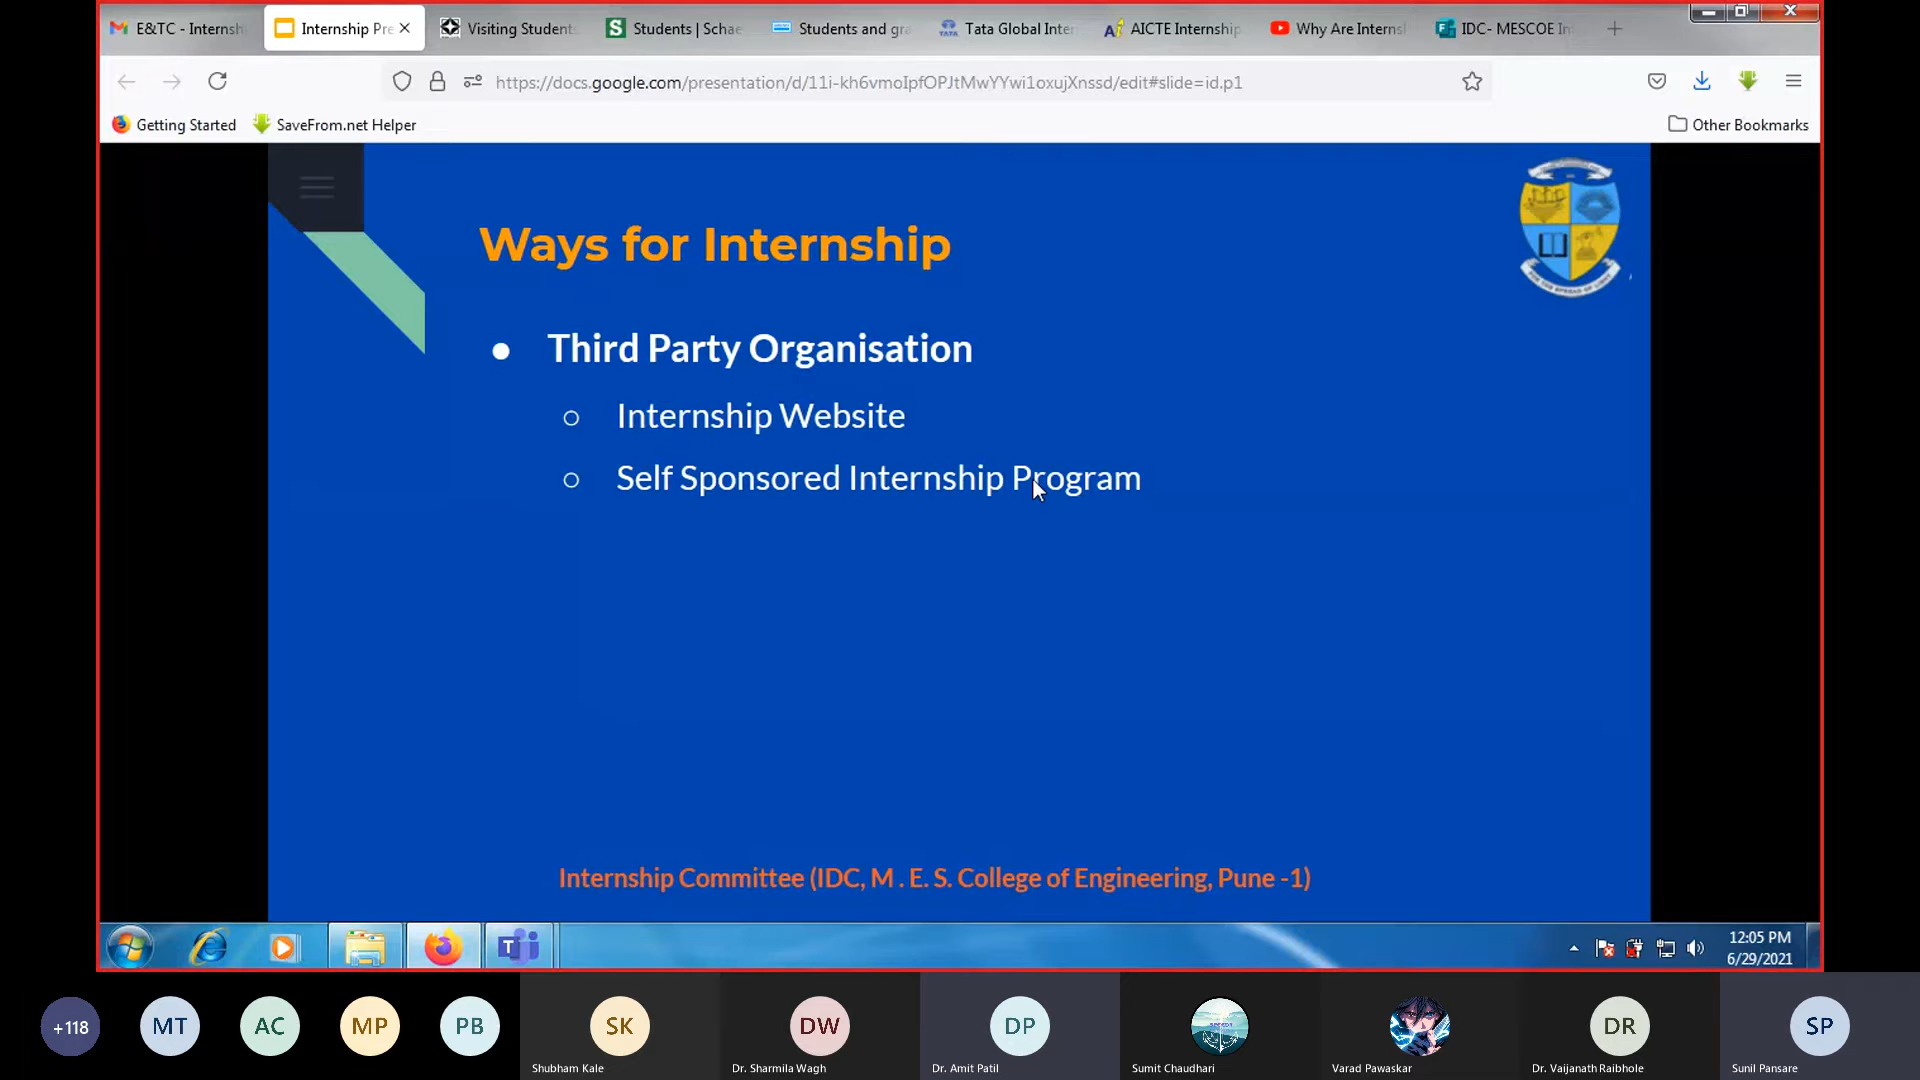 E&TC - Internsh
Internship Pre
Visiting Students
Students | Schae
Students and gra
Tata Global Inter
AICTE Internship
Why Are Interns
IDC- MESCOE In
https://docs.google.com/presentation/d/11i-kh6vmoIpfOPJtMwYYwi1oxujXnssd/edit#slide=id.p1
Getting Started
SaveFrom.net Helper
Other Bookmarks
Ways for Internship
● Third Party Organisation
○ Internship Website
○ Self Sponsored Internship Program
Internship Committee (IDC, M . E. S. College of Engineering, Pune -1)
12:05 PM
6/29/2021
+118
MT
AC
MP
PB
SK
DW
DP
DR
SP
Shubham Kale
Dr. Sharmila Wagh
Dr. Amit Patil
Sumit Chaudhari
Varad Pawaskar
Dr. Vaijanath Raibhole
Sunil Pansare